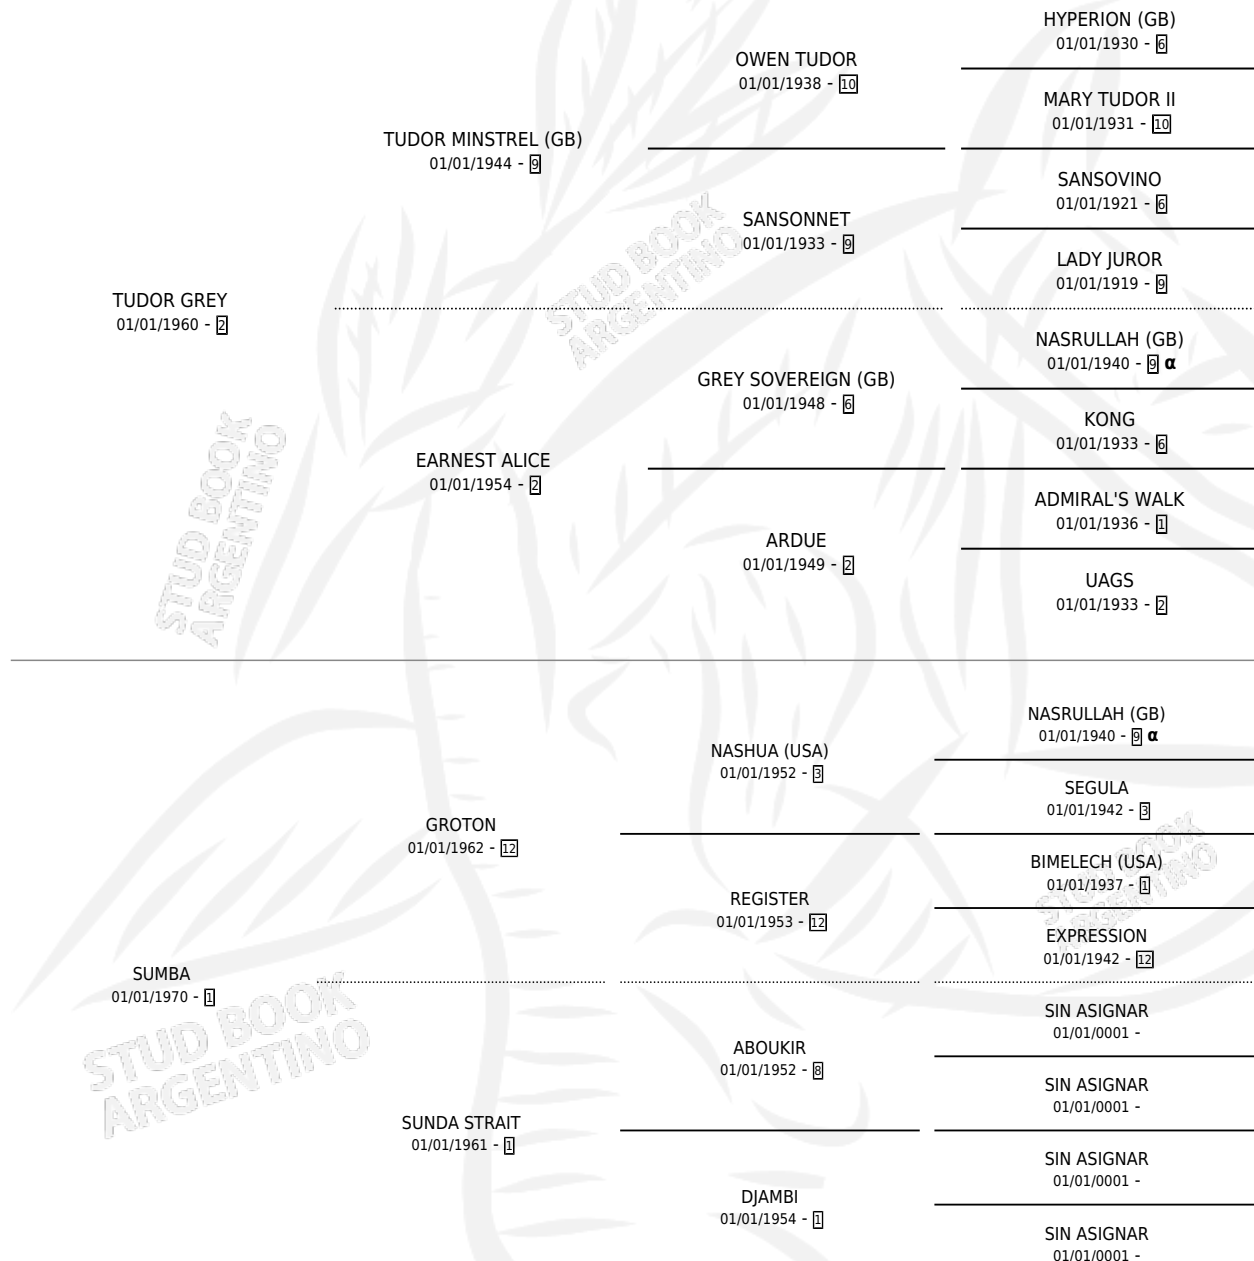 HYPERION (GB)
01/01/1930 - 6
OWEN TUDOR
01/01/1938 - 10
MARY TUDOR II
01/01/1931 - 10
TUDOR MINSTREL (GB)
01/01/1944 - 9
SANSOVINO
01/01/1921 - 6
SANSONNET
01/01/1933 - 9
LADY JUROR
01/01/1919 - 9
TUDOR GREY
01/01/1960 - 2
NASRULLAH (GB)
01/01/1940 - 9 α
GREY SOVEREIGN (GB)
01/01/1948 - 6
KONG
01/01/1933 - 6
EARNEST ALICE
01/01/1954 - 2
ADMIRAL'S WALK
01/01/1936 - 1
ARDUE
01/01/1949 - 2
UAGS
01/01/1933 - 2
NASRULLAH (GB)
01/01/1940 - 9 α
NASHUA (USA)
01/01/1952 - 3
SEGULA
01/01/1942 - 3
GROTON
01/01/1962 - 12
BIMELECH (USA)
01/01/1937 - 1
REGISTER
01/01/1953 - 12
EXPRESSION
01/01/1942 - 12
SUMBA
01/01/1970 - 1
SIN ASIGNAR
01/01/0001 -
ABOUKIR
01/01/1952 - 8
SIN ASIGNAR
01/01/0001 -
SUNDA STRAIT
01/01/1961 - 1
SIN ASIGNAR
01/01/0001 -
DJAMBI
01/01/1954 - 1
SIN ASIGNAR
01/01/0001 -
STUD BOOK
ARGENTINO
STUD BOOK
ARGENTINO
STUD BOOK
ARGENTINO
STUD BOOK
ARGENTINO